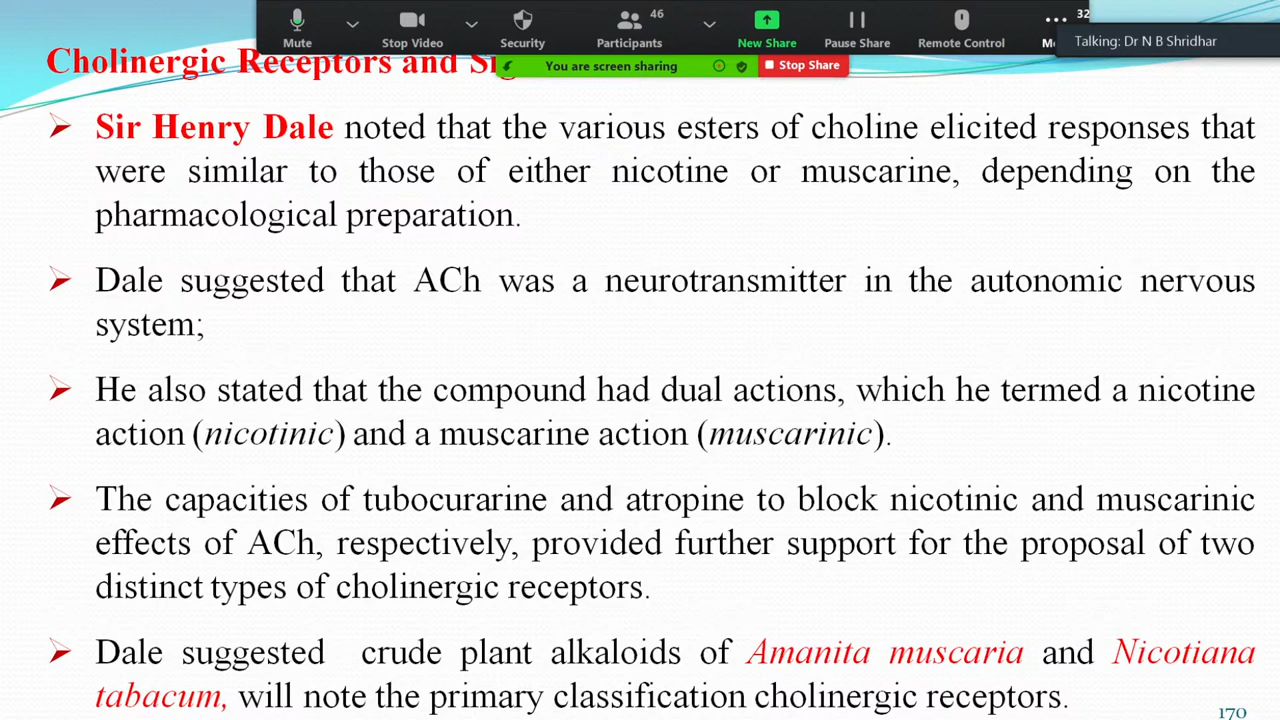 46
32
Mute
Stop Video
Security
Participants
New Share
Pause Share
Remote Control
Talking: Dr N B Shridhar
You are screen sharing
Stop Share
Cholinergic Receptors and
Sir Henry Dale noted that the various esters of choline elicited responses that
were similar to those of either nicotine or muscarine, depending on the
pharmacological preparation.
Dale suggested that ACh was a neurotransmitter in the autonomic nervous
system;
He also stated that the compound had dual actions, which he termed a nicotine
action (nicotinic) and a muscarine action (muscarinic).
The capacities of tubocurarine and atropine to block nicotinic and muscarinic
effects of ACh, respectively, provided further support for the proposal of two
distinct types of cholinergic receptors.
Dale suggested crude plant alkaloids of Amanita muscaria and Nicotiana
tabacum, will note the primary classification cholinergic receptors.
170